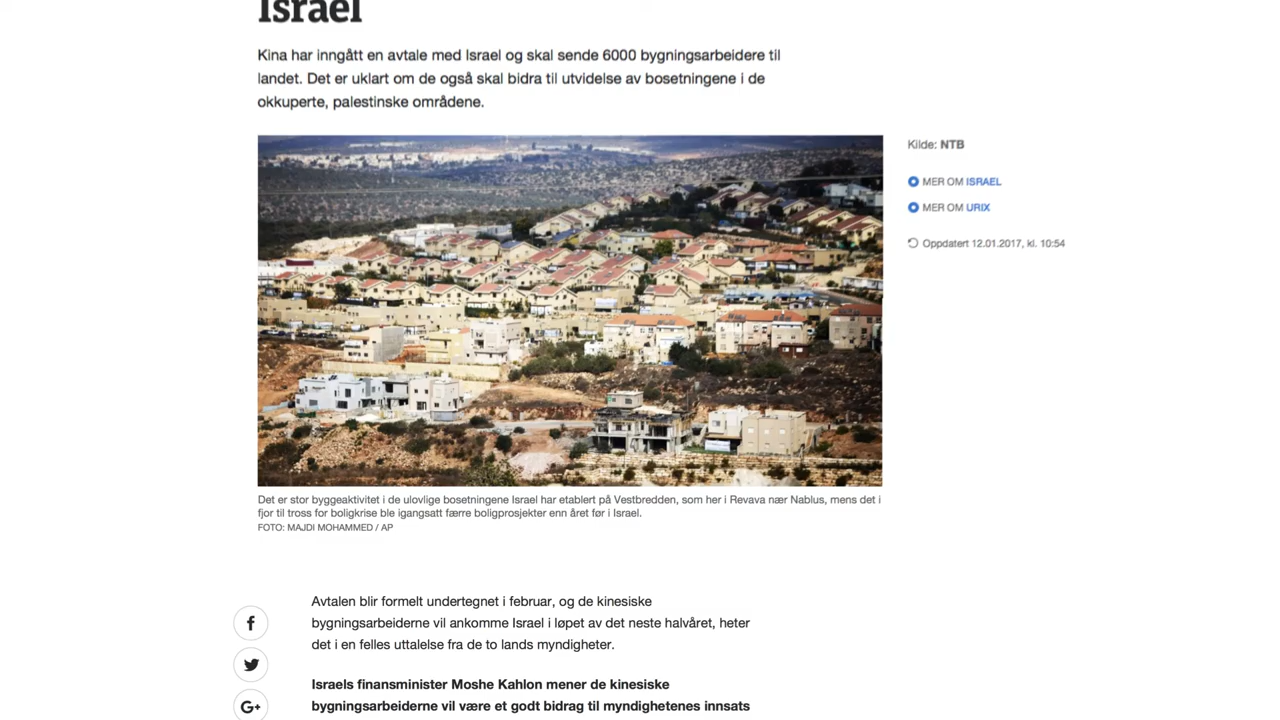 Israel
Kina har inngått en avtale med Israel og skal sende 6000 bygningsarbeidere til
landet. Det er uklart om de også skal bidra til utvidelse av bosetningene i de
okkuperte, palestinske områdene.
Kilde: NTB
MER OM ISRAEL
MER OM URIX
Oppdatert 12.01.2017, kl. 10:54
Det er stor byggeaktivitet i de ulovlige bosetningene Israel har etablert på Vestbredden, som her i Revava nær Nablus, mens det i
fjor til tross for boligkrise ble igangsatt færre boligprosjekter enn året før i Israel.
FOTO: MAJDI MOHAMMED / AP
Avtalen blir formelt undertegnet i februar, og de kinesiske
bygningsarbeiderne vil ankomme Israel i løpet av det neste halvåret, heter
det i en felles uttalelse fra de to lands myndigheter.
Israels finansminister Moshe Kahlon mener de kinesiske
bygningsarbeiderne vil være et godt bidrag til myndighetenes innsats
f
G+